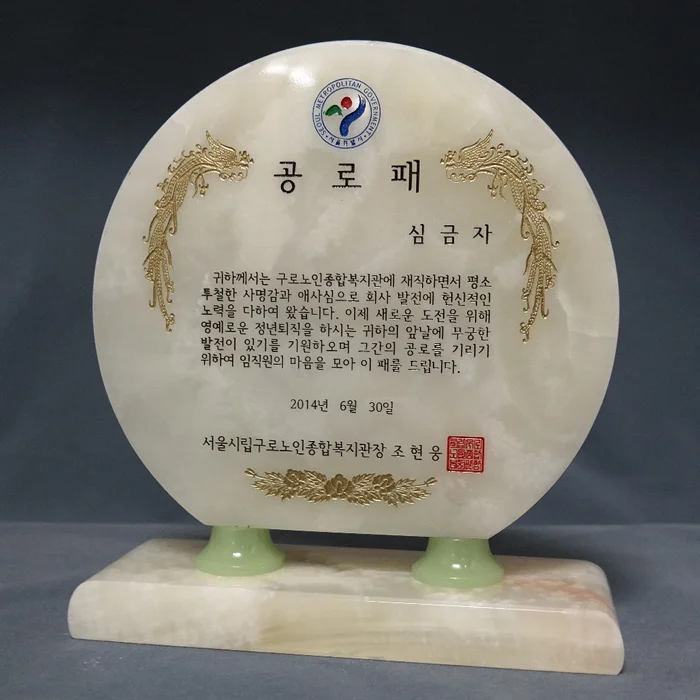 SEOUL METROPOLITAN GOVERNMENT
서울특별시
공로패
심금자
귀하께서는 구로노인종합복지관에 재직하면서 평소
투철한 사명감과 애사심으로 회사 발전에 헌신적인
노력을 다하여 왔습니다. 이제 새로운 도전을 위해
영예로운 정년퇴직을 하시는 귀하의 앞날에 무궁한
발전이 있기를 기원하오며 그간의 공로를 기리기
위하여 임직원의 마음을 모아 이 패를 드립니다.
2014년 6월 30일
서울시립구로노인종합복지관장 조현웅